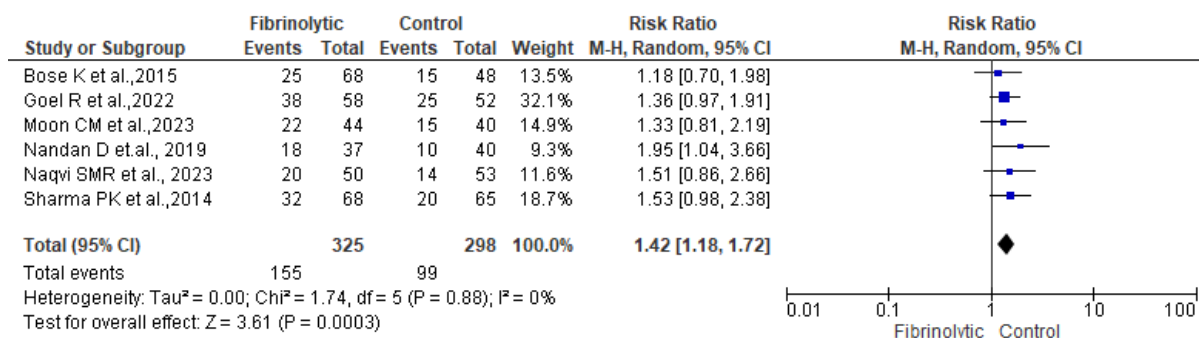 Fibrinolytic Control Risk Ratio Risk Ratio
Study or Subgroup Events Total Events Total Weight M-H, Random, 95% CI M-H, Random, 95% CI
Bose K et al.,2015 25 68 15 48 13.5% 1.18 [0.70, 1.98]
Goel R et al.,2022 38 58 25 52 32.1% 1.36 [0.97, 1.91]
Moon CM et al.,2023 22 44 15 40 14.9% 1.33 [0.81, 2.19]
Nandan D et.al., 2019 18 37 10 40 9.3% 1.95 [1.04, 3.66]
Naqvi SMR et al., 2023 20 50 14 53 11.6% 1.51 [0.86, 2.66]
Sharma PK et al.,2014 32 68 20 65 18.7% 1.53 [0.98, 2.38]
Total (95% CI) 325 298 100.0% 1.42 [1.18, 1.72]
Total events 155 99
Heterogeneity: Tau² = 0.00; Chi² = 1.74, df = 5 (P = 0.88); I² = 0%
Test for overall effect: Z = 3.61 (P = 0.0003)
0.01 0.1 1 10 100
Fibrinolytic Control